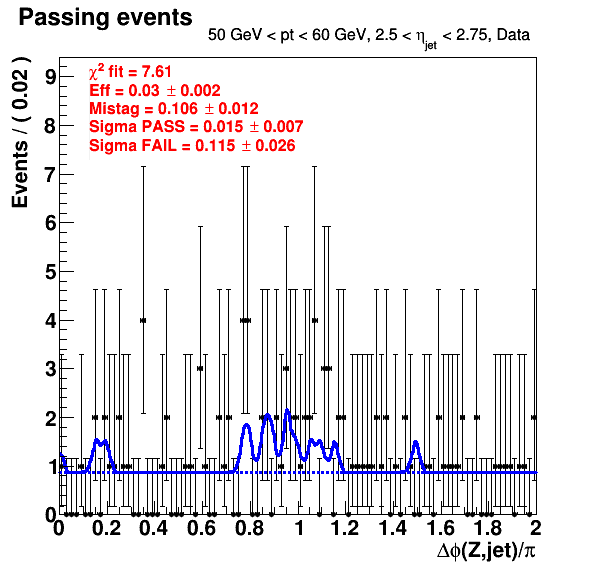 Passing events
50 GeV < pt < 60 GeV, 2.5 < η_jet < 2.75, Data
χ² fit = 7.61
Eff = 0.03 ± 0.002
Mistag = 0.106 ± 0.012
Sigma PASS = 0.015 ± 0.007
Sigma FAIL = 0.115 ± 0.026
Events / ( 0.02 )
9
8
7
6
5
4
3
2
1
0
0 0.2 0.4 0.6 0.8 1 1.2 1.4 1.6 1.8 2
Δϕ(Z,jet)/π